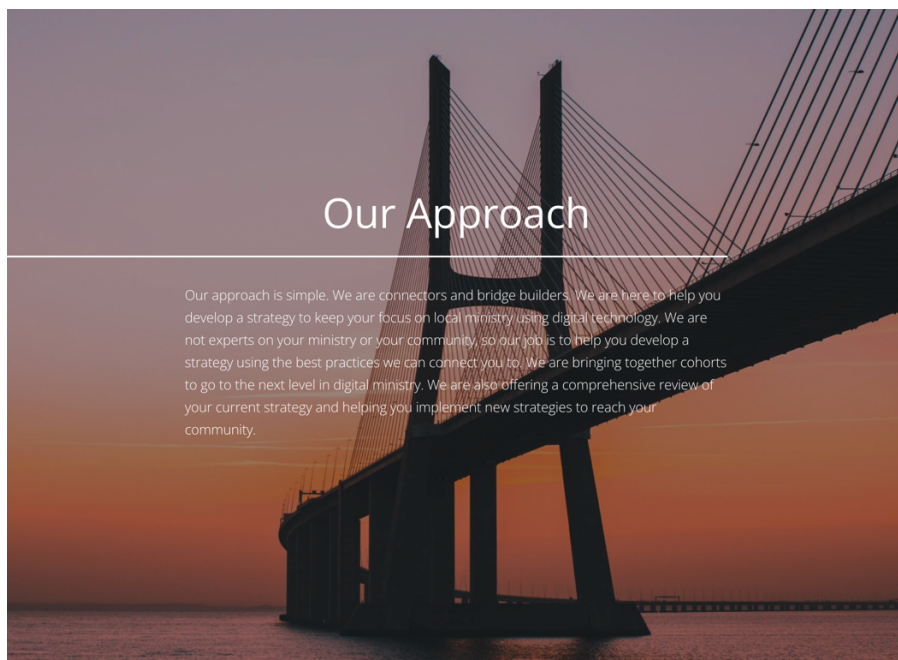 Our Approach
Our approach is simple. We are connectors and bridge builders. We are here to help you
develop a strategy to keep your focus on local ministry using digital technology. We are
not experts on your ministry or your community, so our job is to help you develop a
strategy using the best practices we can connect you to. We are bringing together cohorts
to go to the next level in digital ministry. We are also offering a comprehensive review of
your current strategy and helping you implement new strategies to reach your
community.